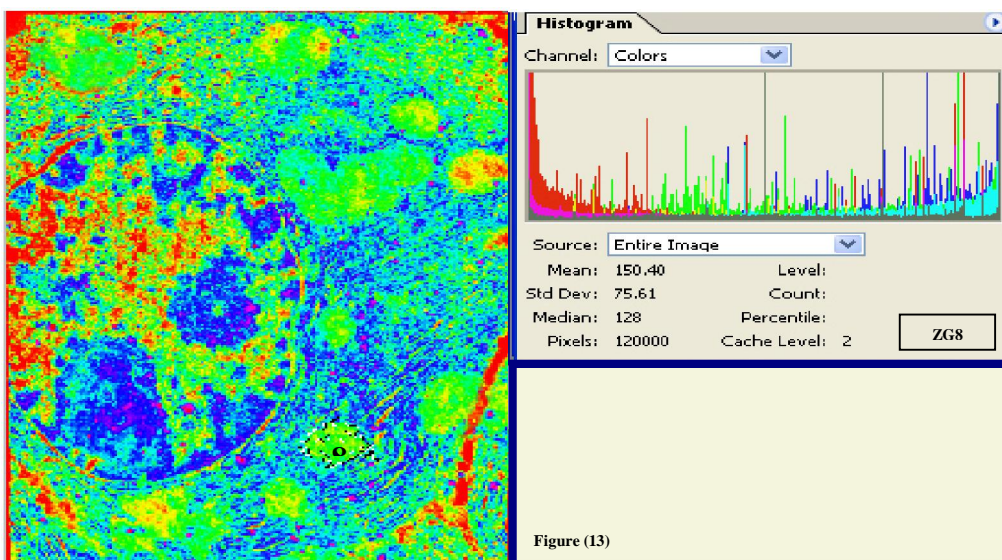 Histogram
Channel: Colors
Source: Entire Image
Mean: 150.40 Level:
Std Dev: 75.61 Count:
Median: 128 Percentile:
Pixels: 120000 Cache Level: 2
ZG8
o
Figure (13)